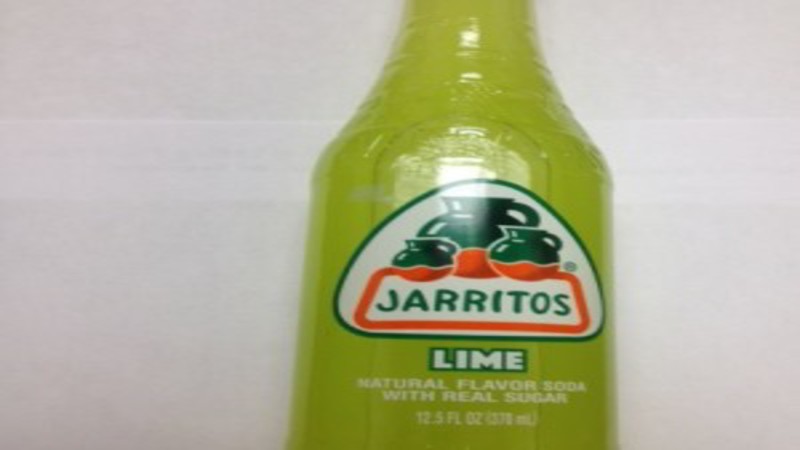 JARRITOS
®
LIME
NATURAL FLAVOR SODA
WITH REAL SUGAR
12.5 FL OZ (370 mL)